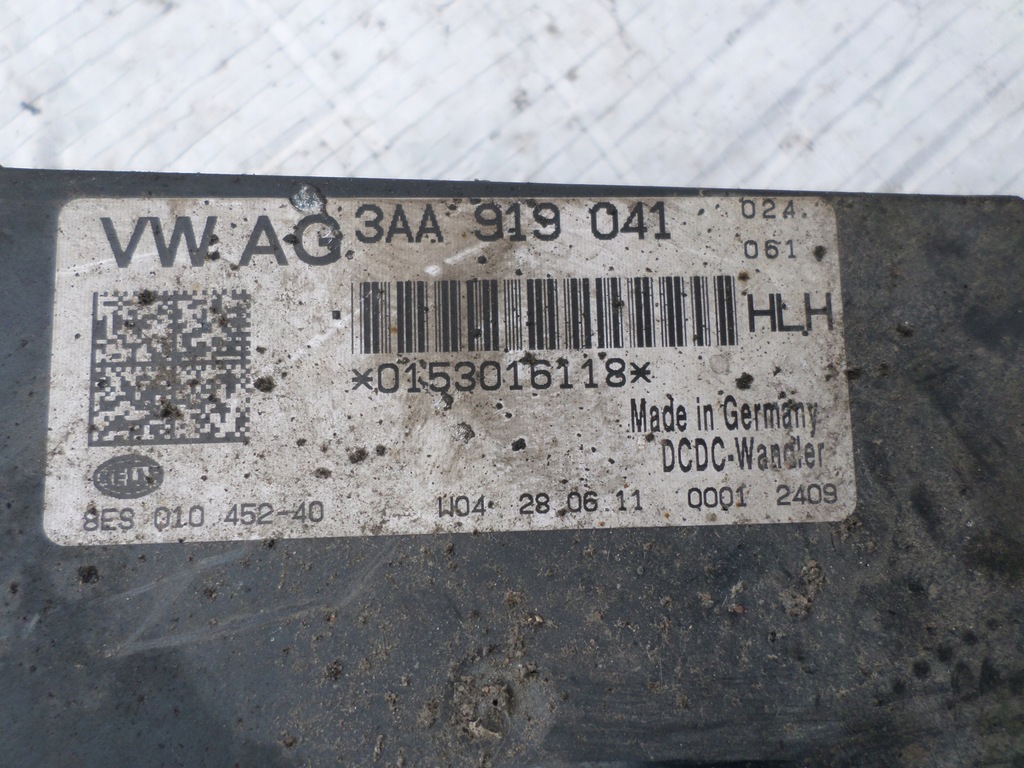 VW AG 3AA 919 041 024
061
HLH
*0153016118*
Made in Germany
DCDC-Wandler
HELLA
8ES 010 452-40 W04 28.06.11 0001 2409